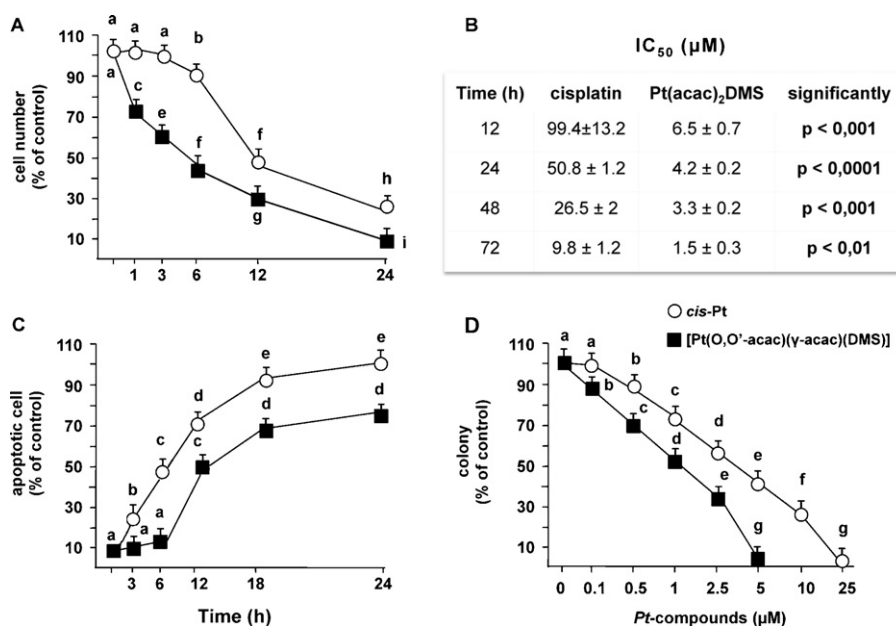 A
cell number
(% of control)
110
90
70
50
30
10
a
a
a
b
a
c
e
f
f
g
h
i
1
3
6
12
24
B
IC50 (µM)
Time (h) cisplatin Pt(acac)2DMS significantly
12 99.4±13.2 6.5 ± 0.7 p < 0,001
24 50.8 ± 1.2 4.2 ± 0.2 p < 0,0001
48 26.5 ± 2 3.3 ± 0.2 p < 0,001
72 9.8 ± 1.2 1.5 ± 0.3 p < 0,01
C
apoptotic cell
(% of control)
110
90
70
50
30
10
a
b
a
c
a
d
c
e
d
e
d
3
6
12
18
24
Time (h)
D
cis-Pt
[Pt(O,O'-acac)(γ-acac)(DMS)]
colony
(% of control)
110
90
70
50
30
10
a
a
b
b
c
c
d
d
e
e
g
f
g
0
0.1
0.5
1
2.5
5
10
25
Pt-compounds (µM)